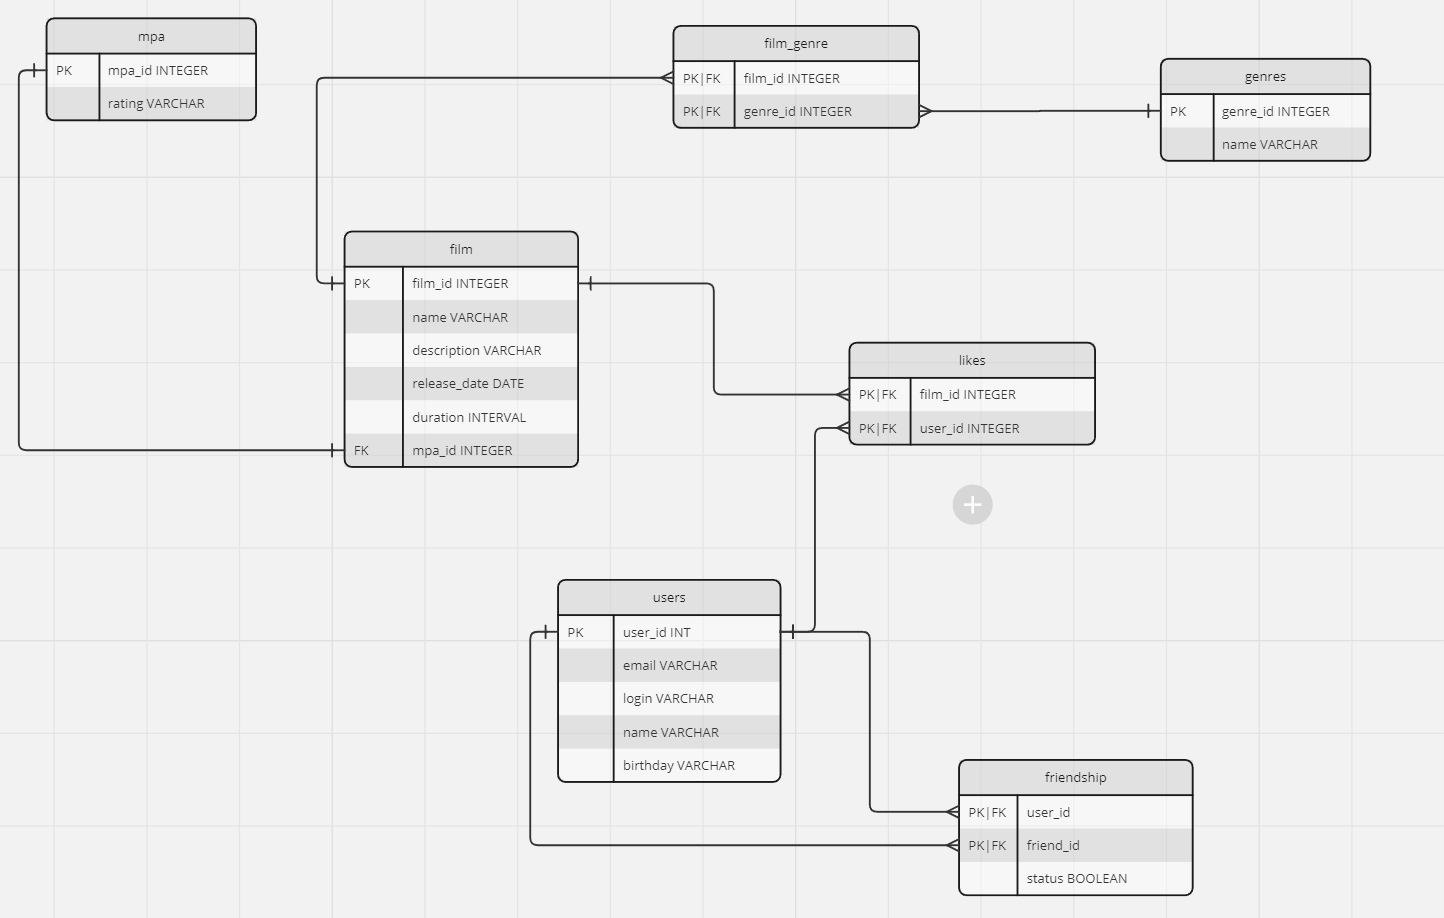 mpa
PK mpa_id INTEGER
rating VARCHAR
film_genre
PK|FK film_id INTEGER
PK|FK genre_id INTEGER
genres
PK genre_id INTEGER
name VARCHAR
film
PK film_id INTEGER
name VARCHAR
description VARCHAR
release_date DATE
duration INTERVAL
FK mpa_id INTEGER
likes
PK|FK film_id INTEGER
PK|FK user_id INTEGER
users
PK user_id INT
email VARCHAR
login VARCHAR
name VARCHAR
birthday VARCHAR
friendship
PK|FK user_id
PK|FK friend_id
status BOOLEAN